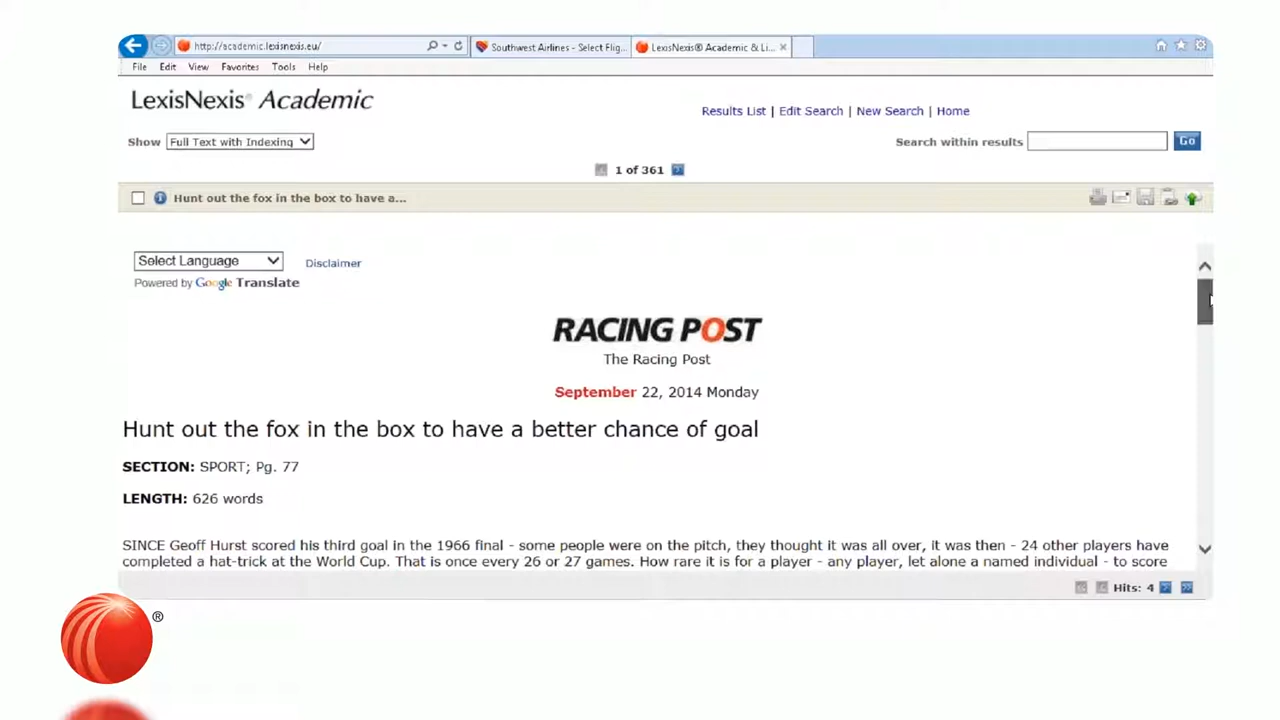 http://academic.lexisnexis.eu/
Southwest Airlines - Select Flig...
LexisNexis® Academic & Li...
File Edit View Favorites Tools Help
LexisNexis® Academic
Results List | Edit Search | New Search | Home
Show Full Text with Indexing
Search within results Go
1 of 361
Hunt out the fox in the box to have a...
Select Language Disclaimer
Powered by Google Translate
RACING POST
The Racing Post
September 22, 2014 Monday
Hunt out the fox in the box to have a better chance of goal
SECTION: SPORT; Pg. 77
LENGTH: 626 words
SINCE Geoff Hurst scored his third goal in the 1966 final - some people were on the pitch, they thought it was all over, it was then - 24 other players have
completed a hat-trick at the World Cup. That is once every 26 or 27 games. How rare it is for a player - any player, let alone a named individual - to score
Hits: 4
®